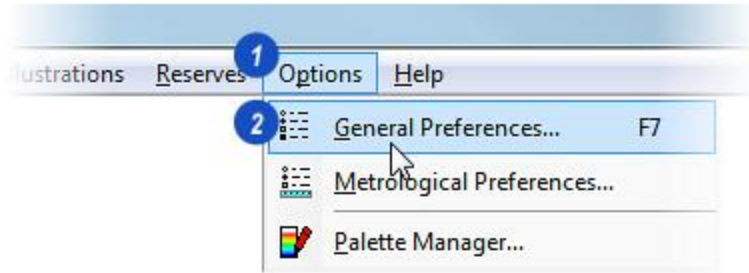 1
lustrations Reserves Options Help
2 General Preferences... F7
Metrological Preferences...
Palette Manager...